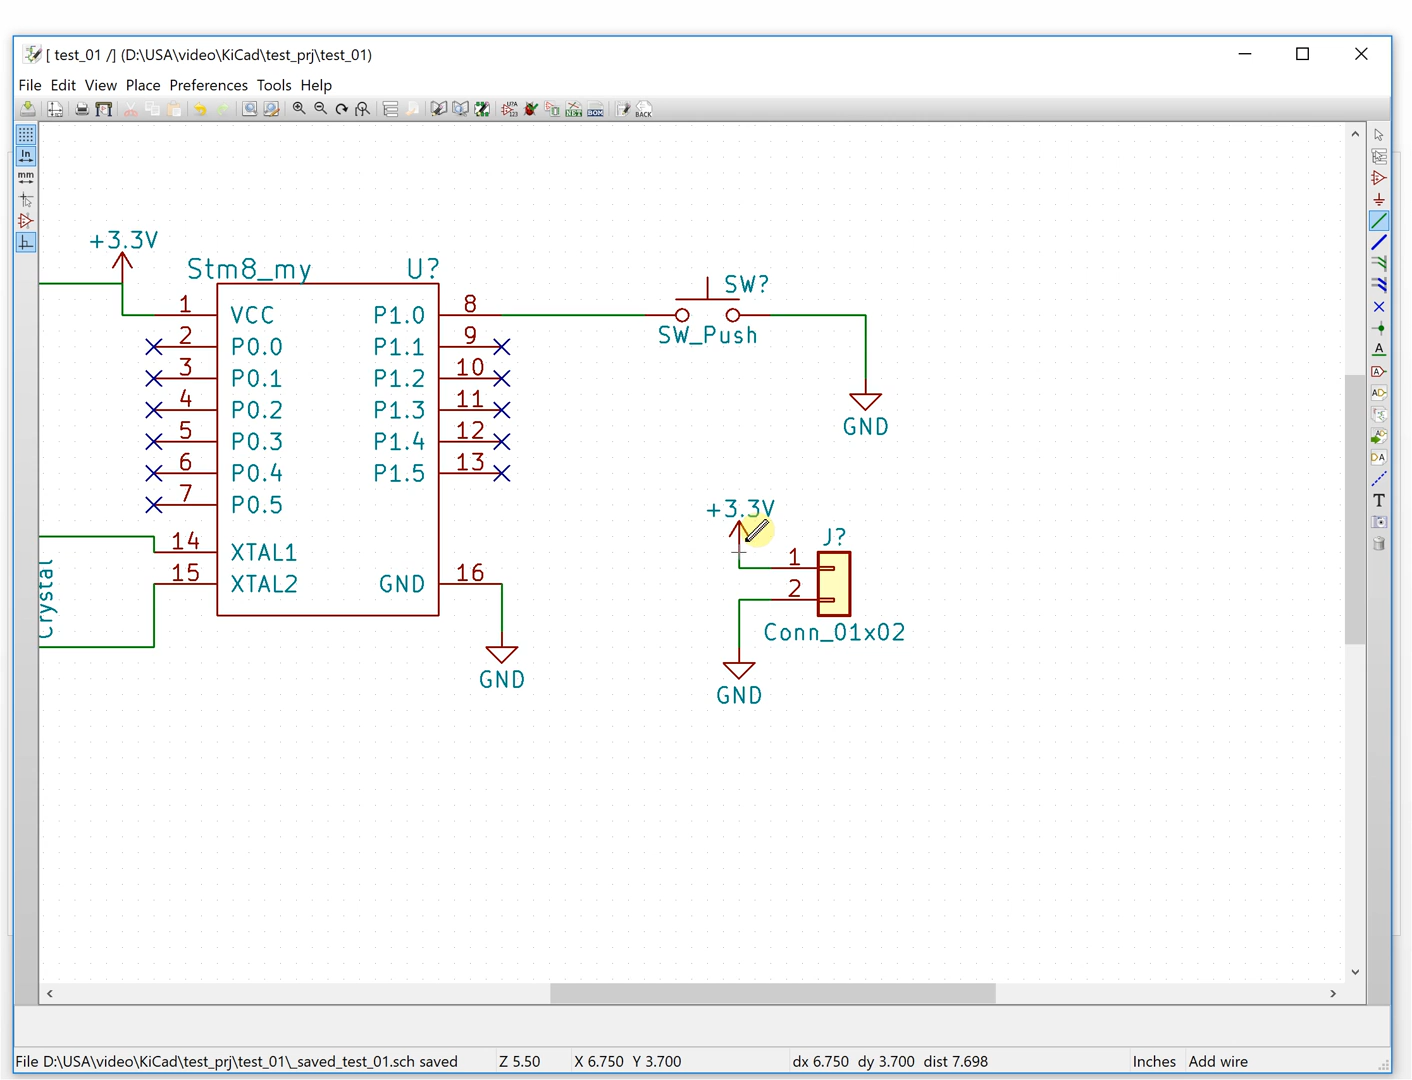 [ test_01 /] (D:\USA\video\KiCad\test_prj\test_01)
File Edit View Place Preferences Tools Help
BACK
NET
BOM
In
mm
+3.3V
Stm8_my U?
1 VCC P1.0 8
2 P0.0 P1.1 9
3 P0.1 P1.2 10
4 P0.2 P1.3 11
5 P0.3 P1.4 12
6 P0.4 P1.5 13
7 P0.5
14 XTAL1
15 XTAL2 GND 16
Crystal
GND
SW?
SW_Push
GND
+3.3V
J?
1
2
Conn_01x02
GND
A
T
File D:\USA\video\KiCad\test_prj\test_01\_saved_test_01.sch saved Z 5.50 X 6.750 Y 3.700 dx 6.750 dy 3.700 dist 7.698 Inches Add wire